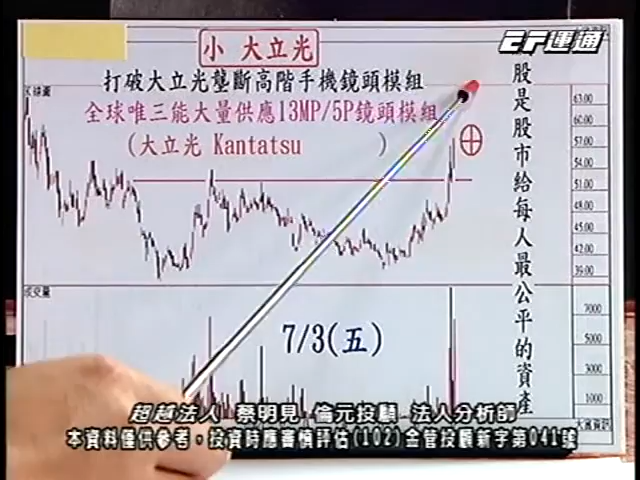 EF運通
小 大立光
打破大立光壟斷高階手機鏡頭模組
全球唯三能大量供應13MP/5P鏡頭模組
(大立光 Kantatsu )
股是股市給每人最公平的資產
63.00
60.00
57.00
54.00
51.00
48.00
45.00
42.00
39.00
成交量
7000
5000
3000
1000
7/3(五)
超越法人 蔡明見 倫元投顧 法人分析師
本資料僅供參考，投資時應審慎評估(102)金管投顧新字第041號